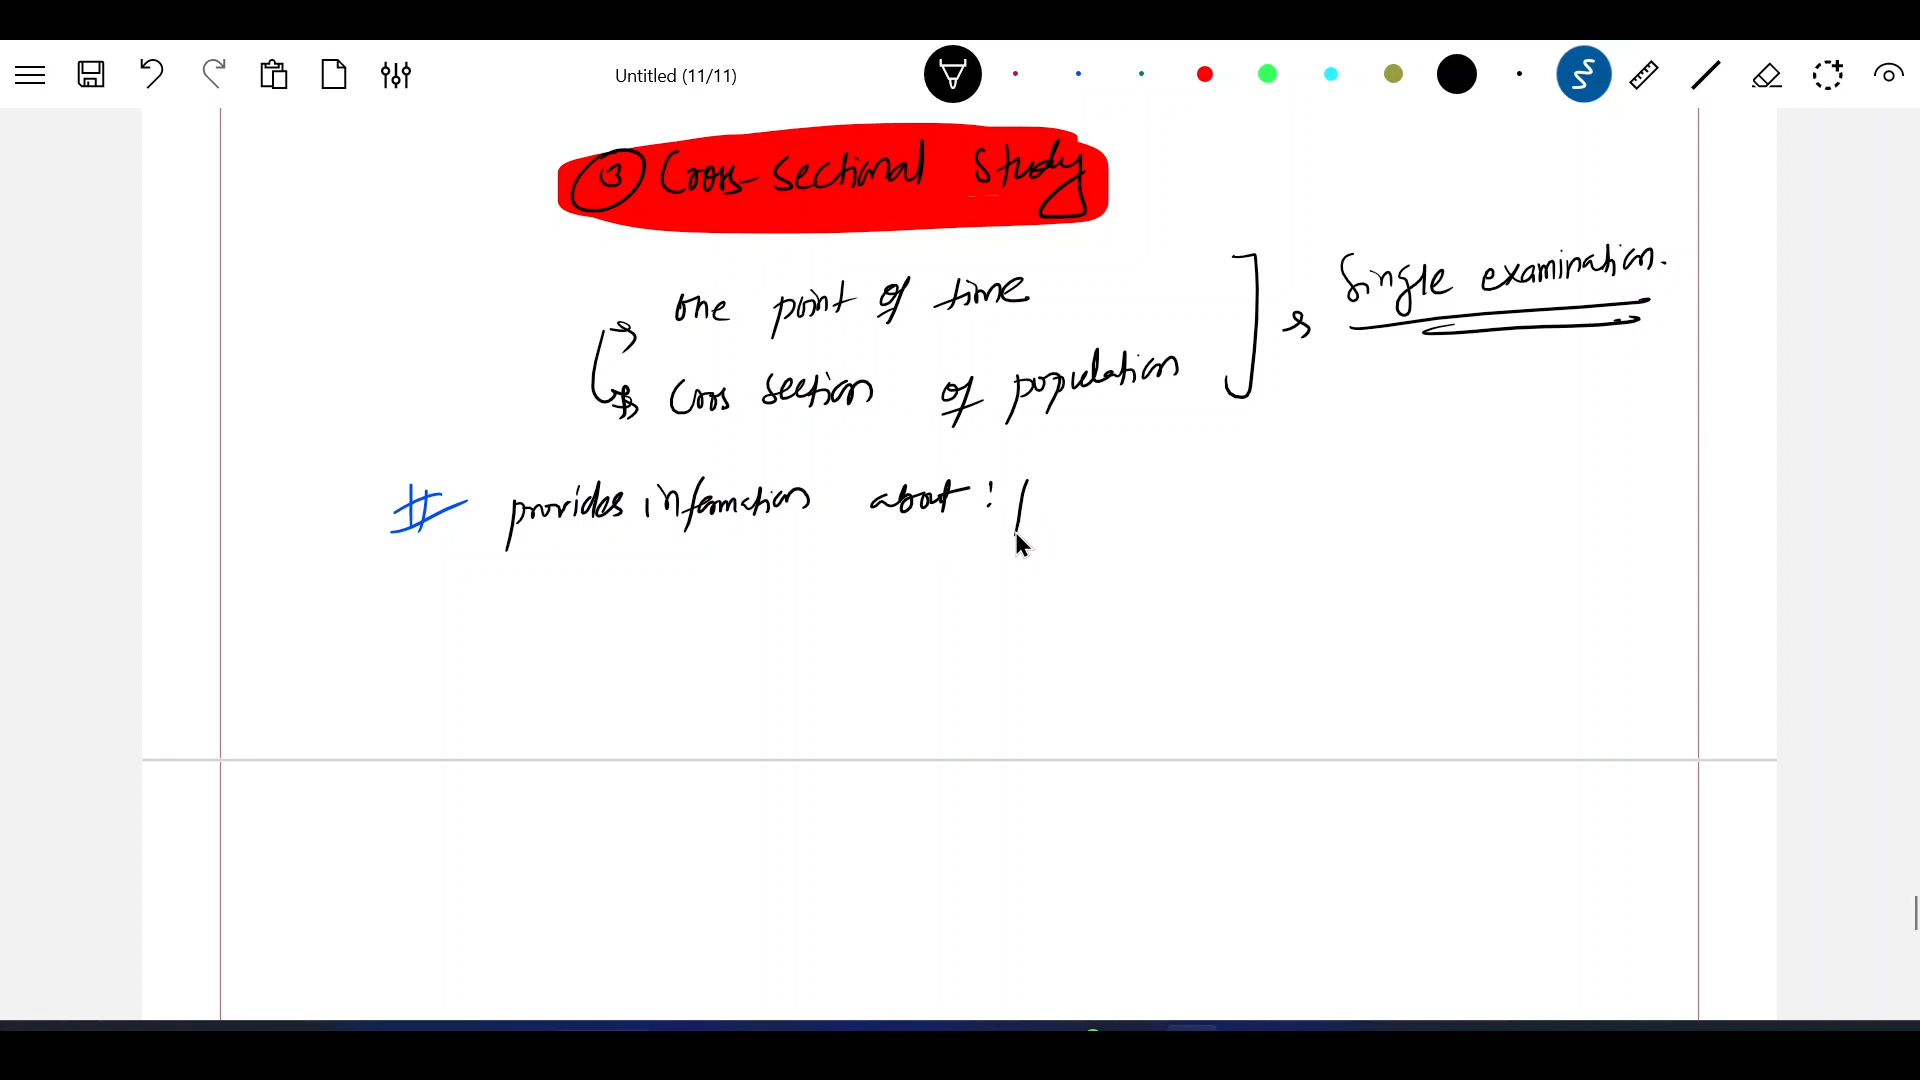 Untitled (11/11)
③ Cross-Sectional Study
one point of time
Cross section of population
Single examination.
# provides information about :